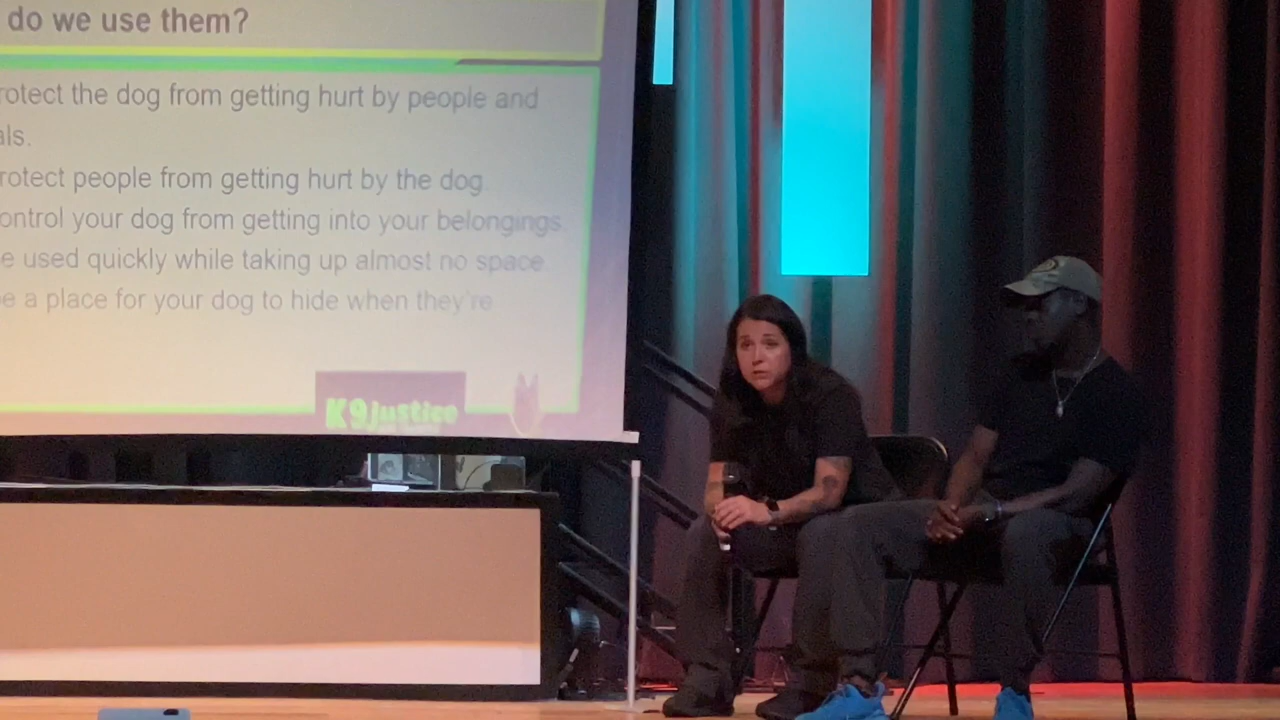 do we use them?
rotect the dog from getting hurt by people and
als.
rotect people from getting hurt by the dog
ontrol your dog from getting into your belongings.
e used quickly while taking up almost no space.
e a place for your dog to hide when they're
K9justice